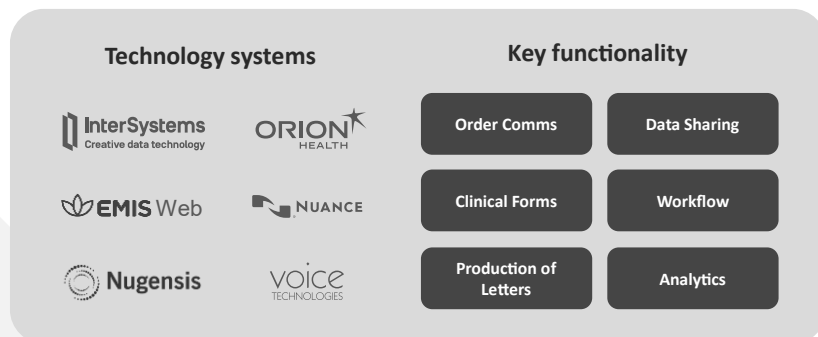 Technology systems
InterSystems
Creative data technology
ORION
HEALTH
EMIS Web
NUANCE
Nugensis
voice
TECHNOLOGIES
Key functionality
Order Comms
Data Sharing
Clinical Forms
Workflow
Production of
Letters
Analytics